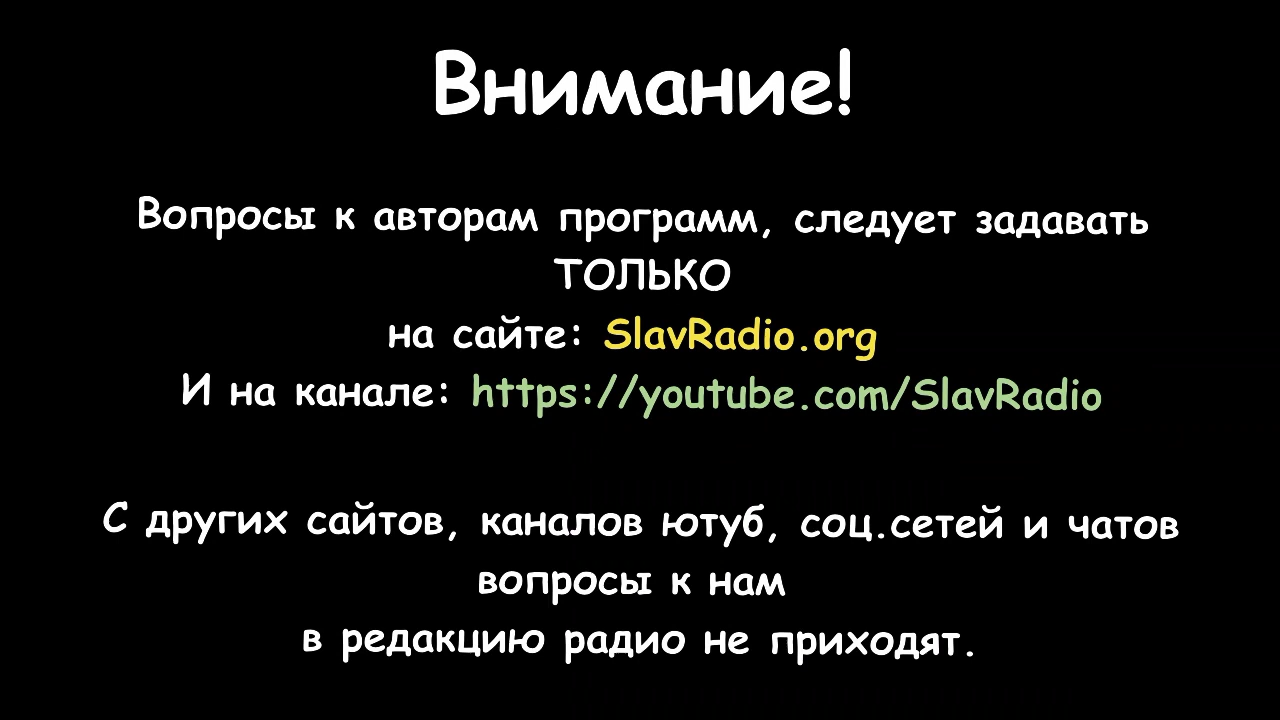 Внимание!
Вопросы к авторам программ, следует задавать
ТОЛЬКО
на сайте: SlavRadio.org
И на канале: https://youtube.com/SlavRadio
С других сайтов, каналов ютуб, соц.сетей и чатов
вопросы к нам
в редакцию радио не приходят.